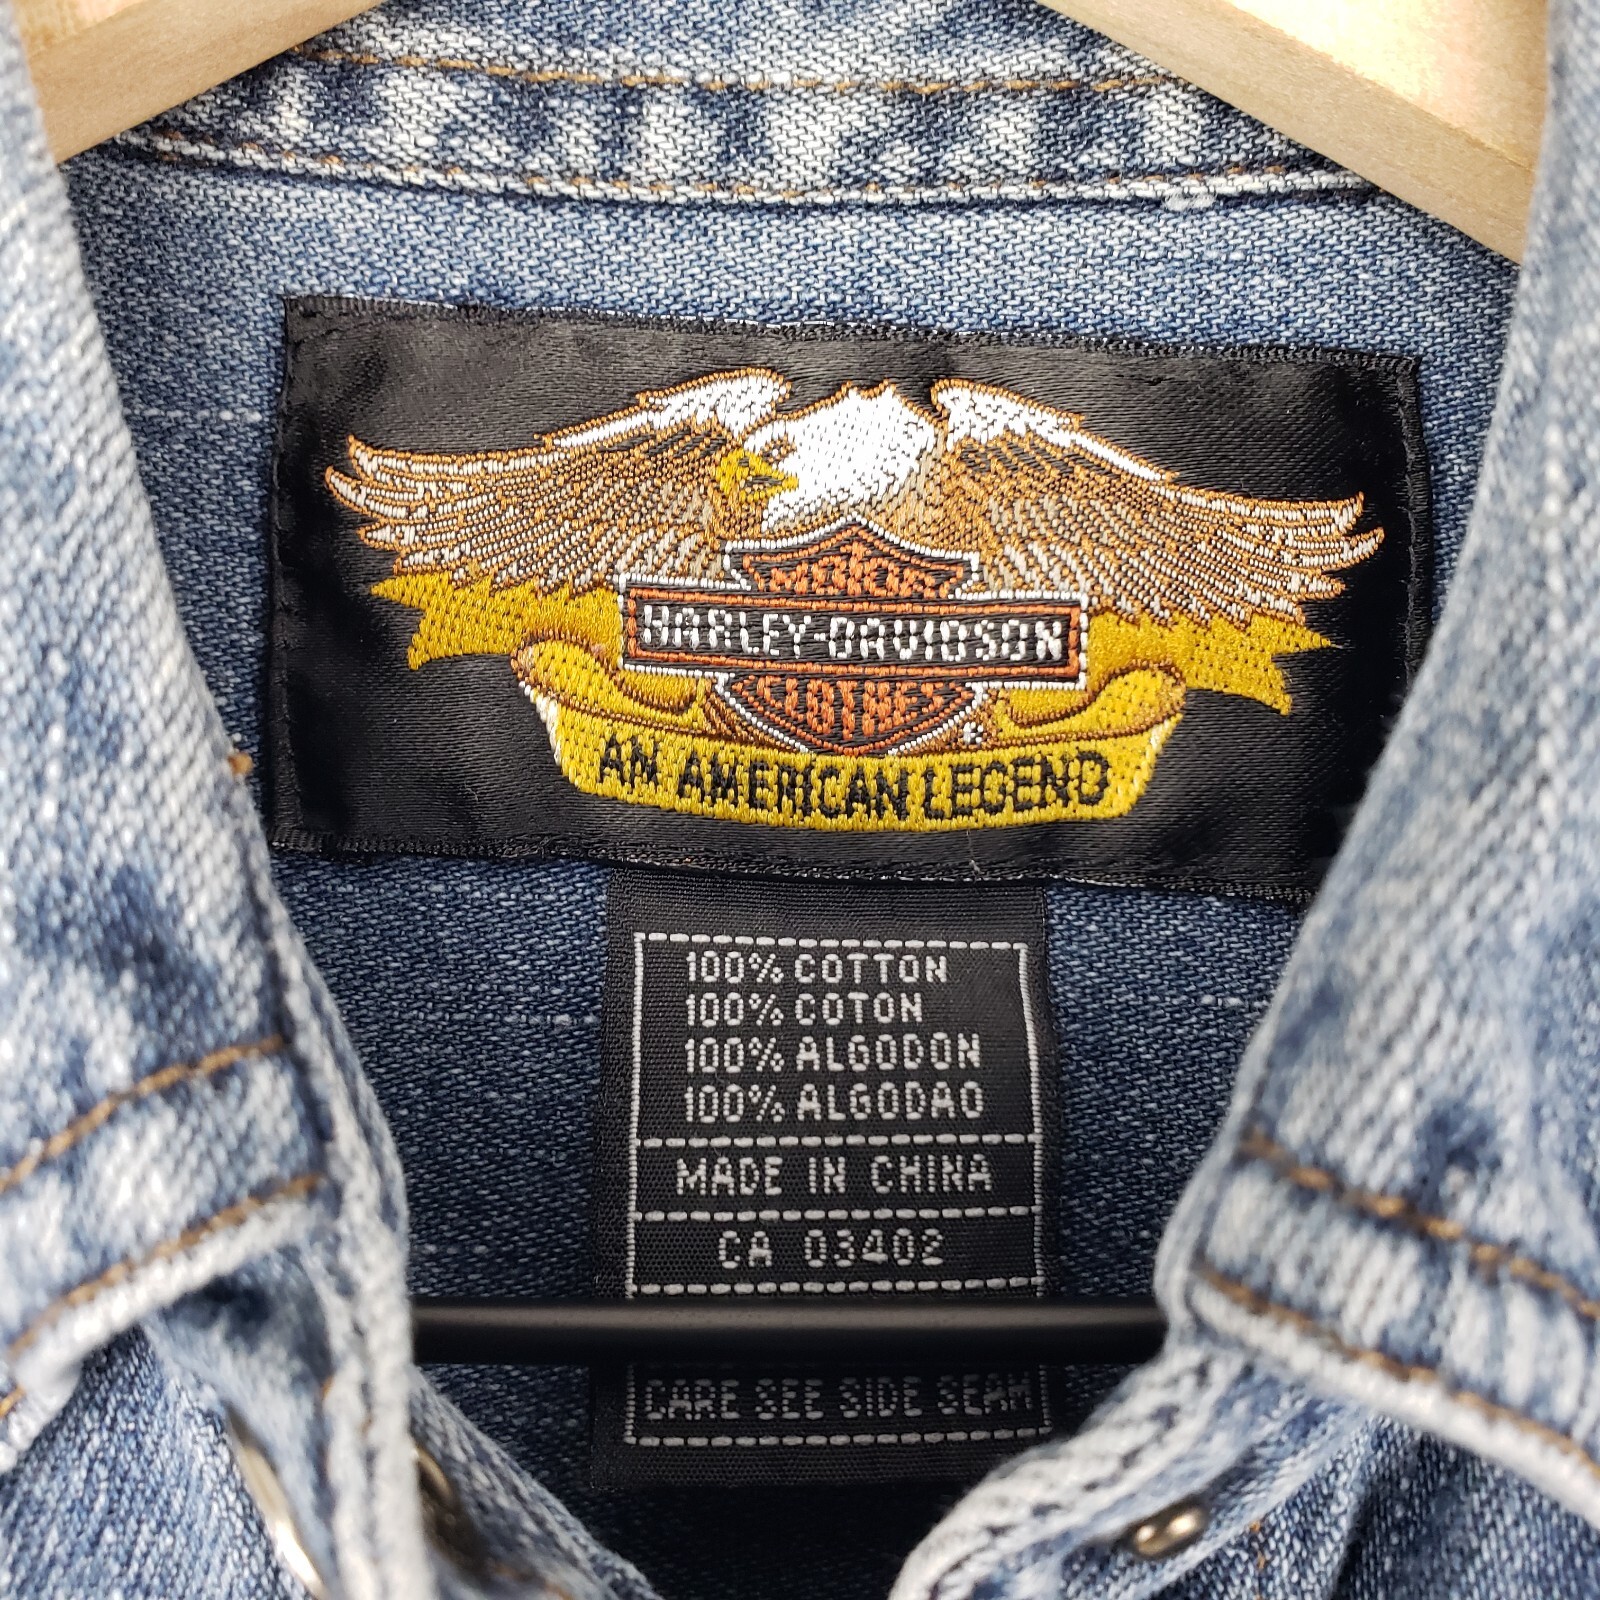 MOTOR
HARLEY-DAVIDSON
CLOTHES
®
AN AMERICAN LEGEND
100% COTTON
100% COTON
100% ALGODON
100% ALGODAO
MADE IN CHINA
CA 03402
CARE SEE SIDE SEAM